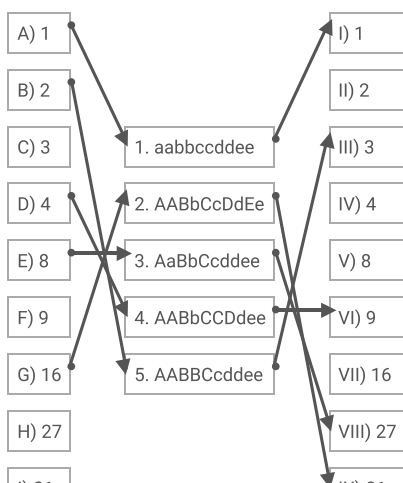 A) 1
B) 2
C) 3
D) 4
E) 8
F) 9
G) 16
H) 27
1. aabbccddee
2. AABbCcDdEe
3. AaBbCcddee
4. AABbCCDdee
5. AABBCcddee
I) 1
II) 2
III) 3
IV) 4
V) 8
VI) 9
VII) 16
VIII) 27